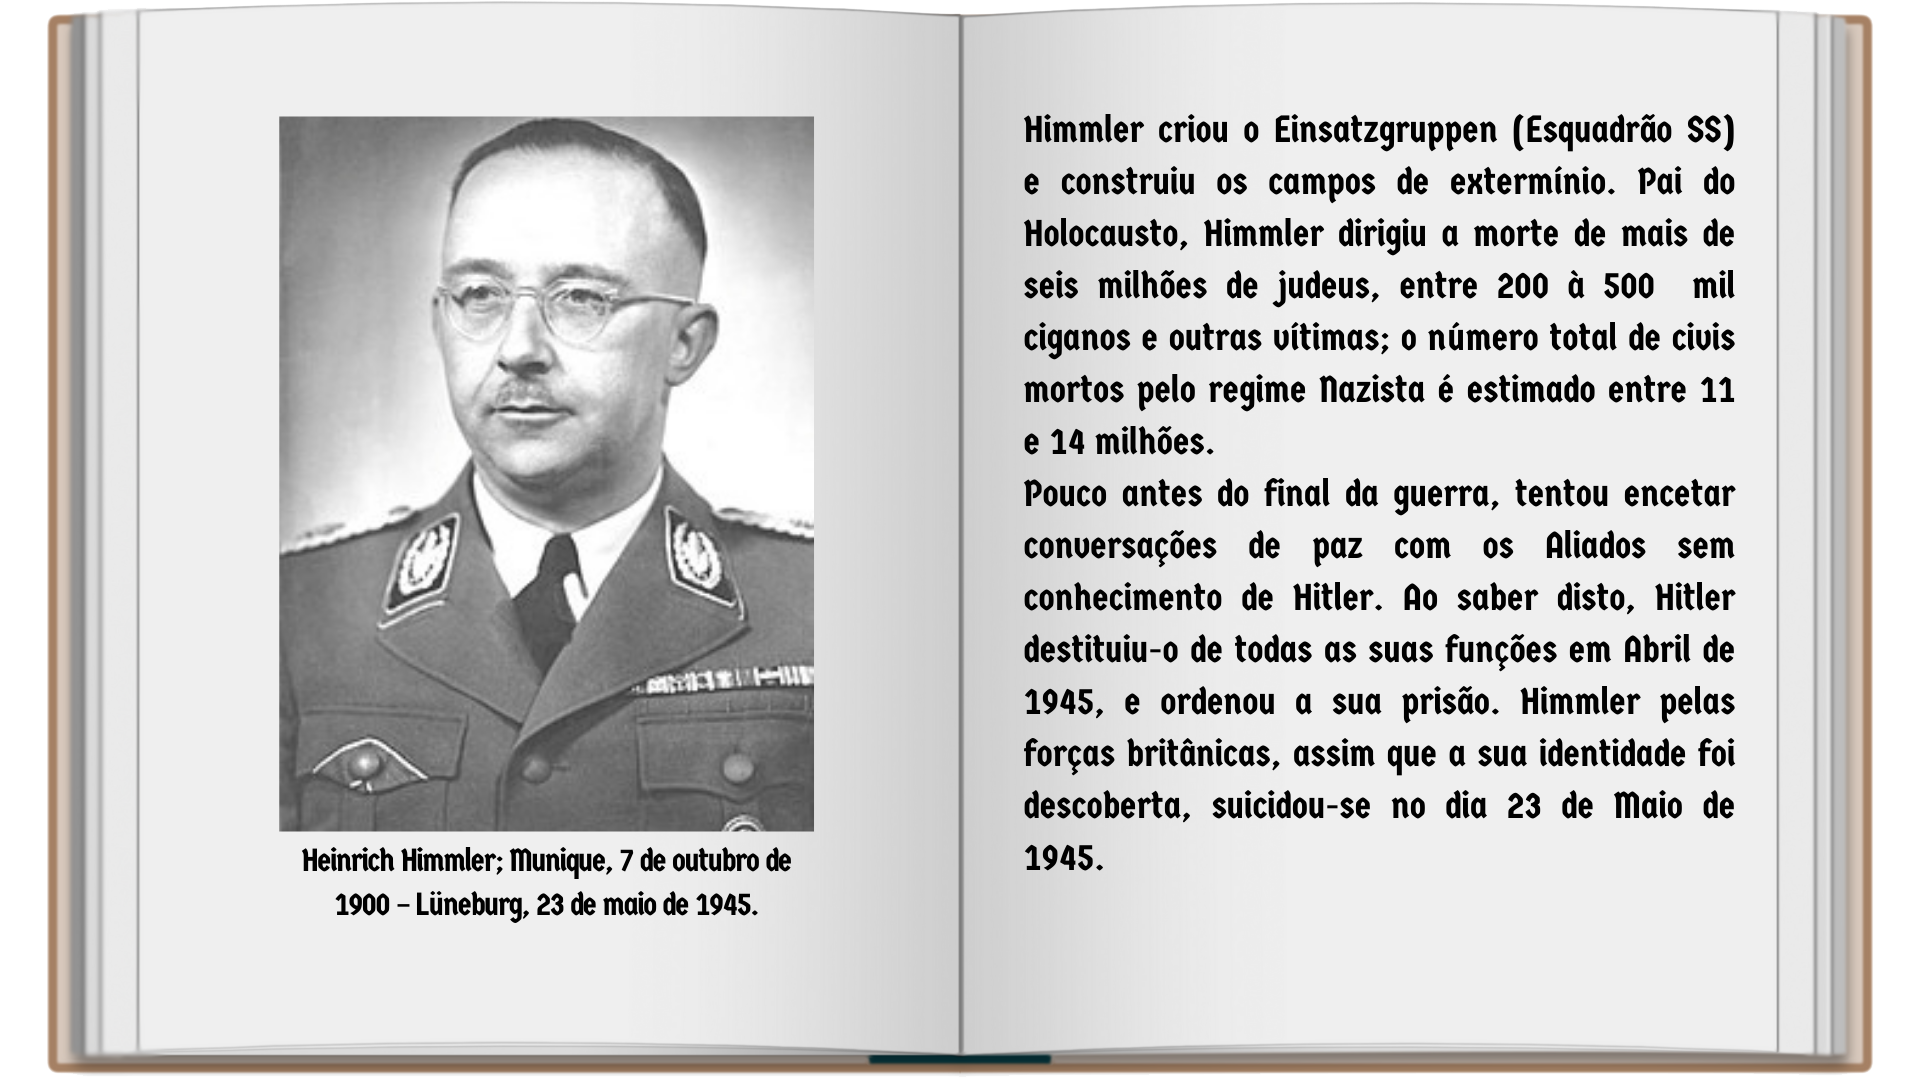 Heinrich Himmler; Munique, 7 de outubro de
1900 – Lüneburg, 23 de maio de 1945.
Himmler criou o Einsatzgruppen (Esquadrão SS)
e construiu os campos de extermínio. Pai do
Holocausto, Himmler dirigiu a morte de mais de
seis milhões de judeus, entre 200 à 500 mil
ciganos e outras vítimas; o número total de civis
mortos pelo regime Nazista é estimado entre 11
e 14 milhões.
Pouco antes do final da guerra, tentou encetar
conversações de paz com os Aliados sem
conhecimento de Hitler. Ao saber disto, Hitler
destituiu-o de todas as suas funções em Abril de
1945, e ordenou a sua prisão. Himmler pelas
forças britânicas, assim que a sua identidade foi
descoberta, suicidou-se no dia 23 de Maio de
1945.